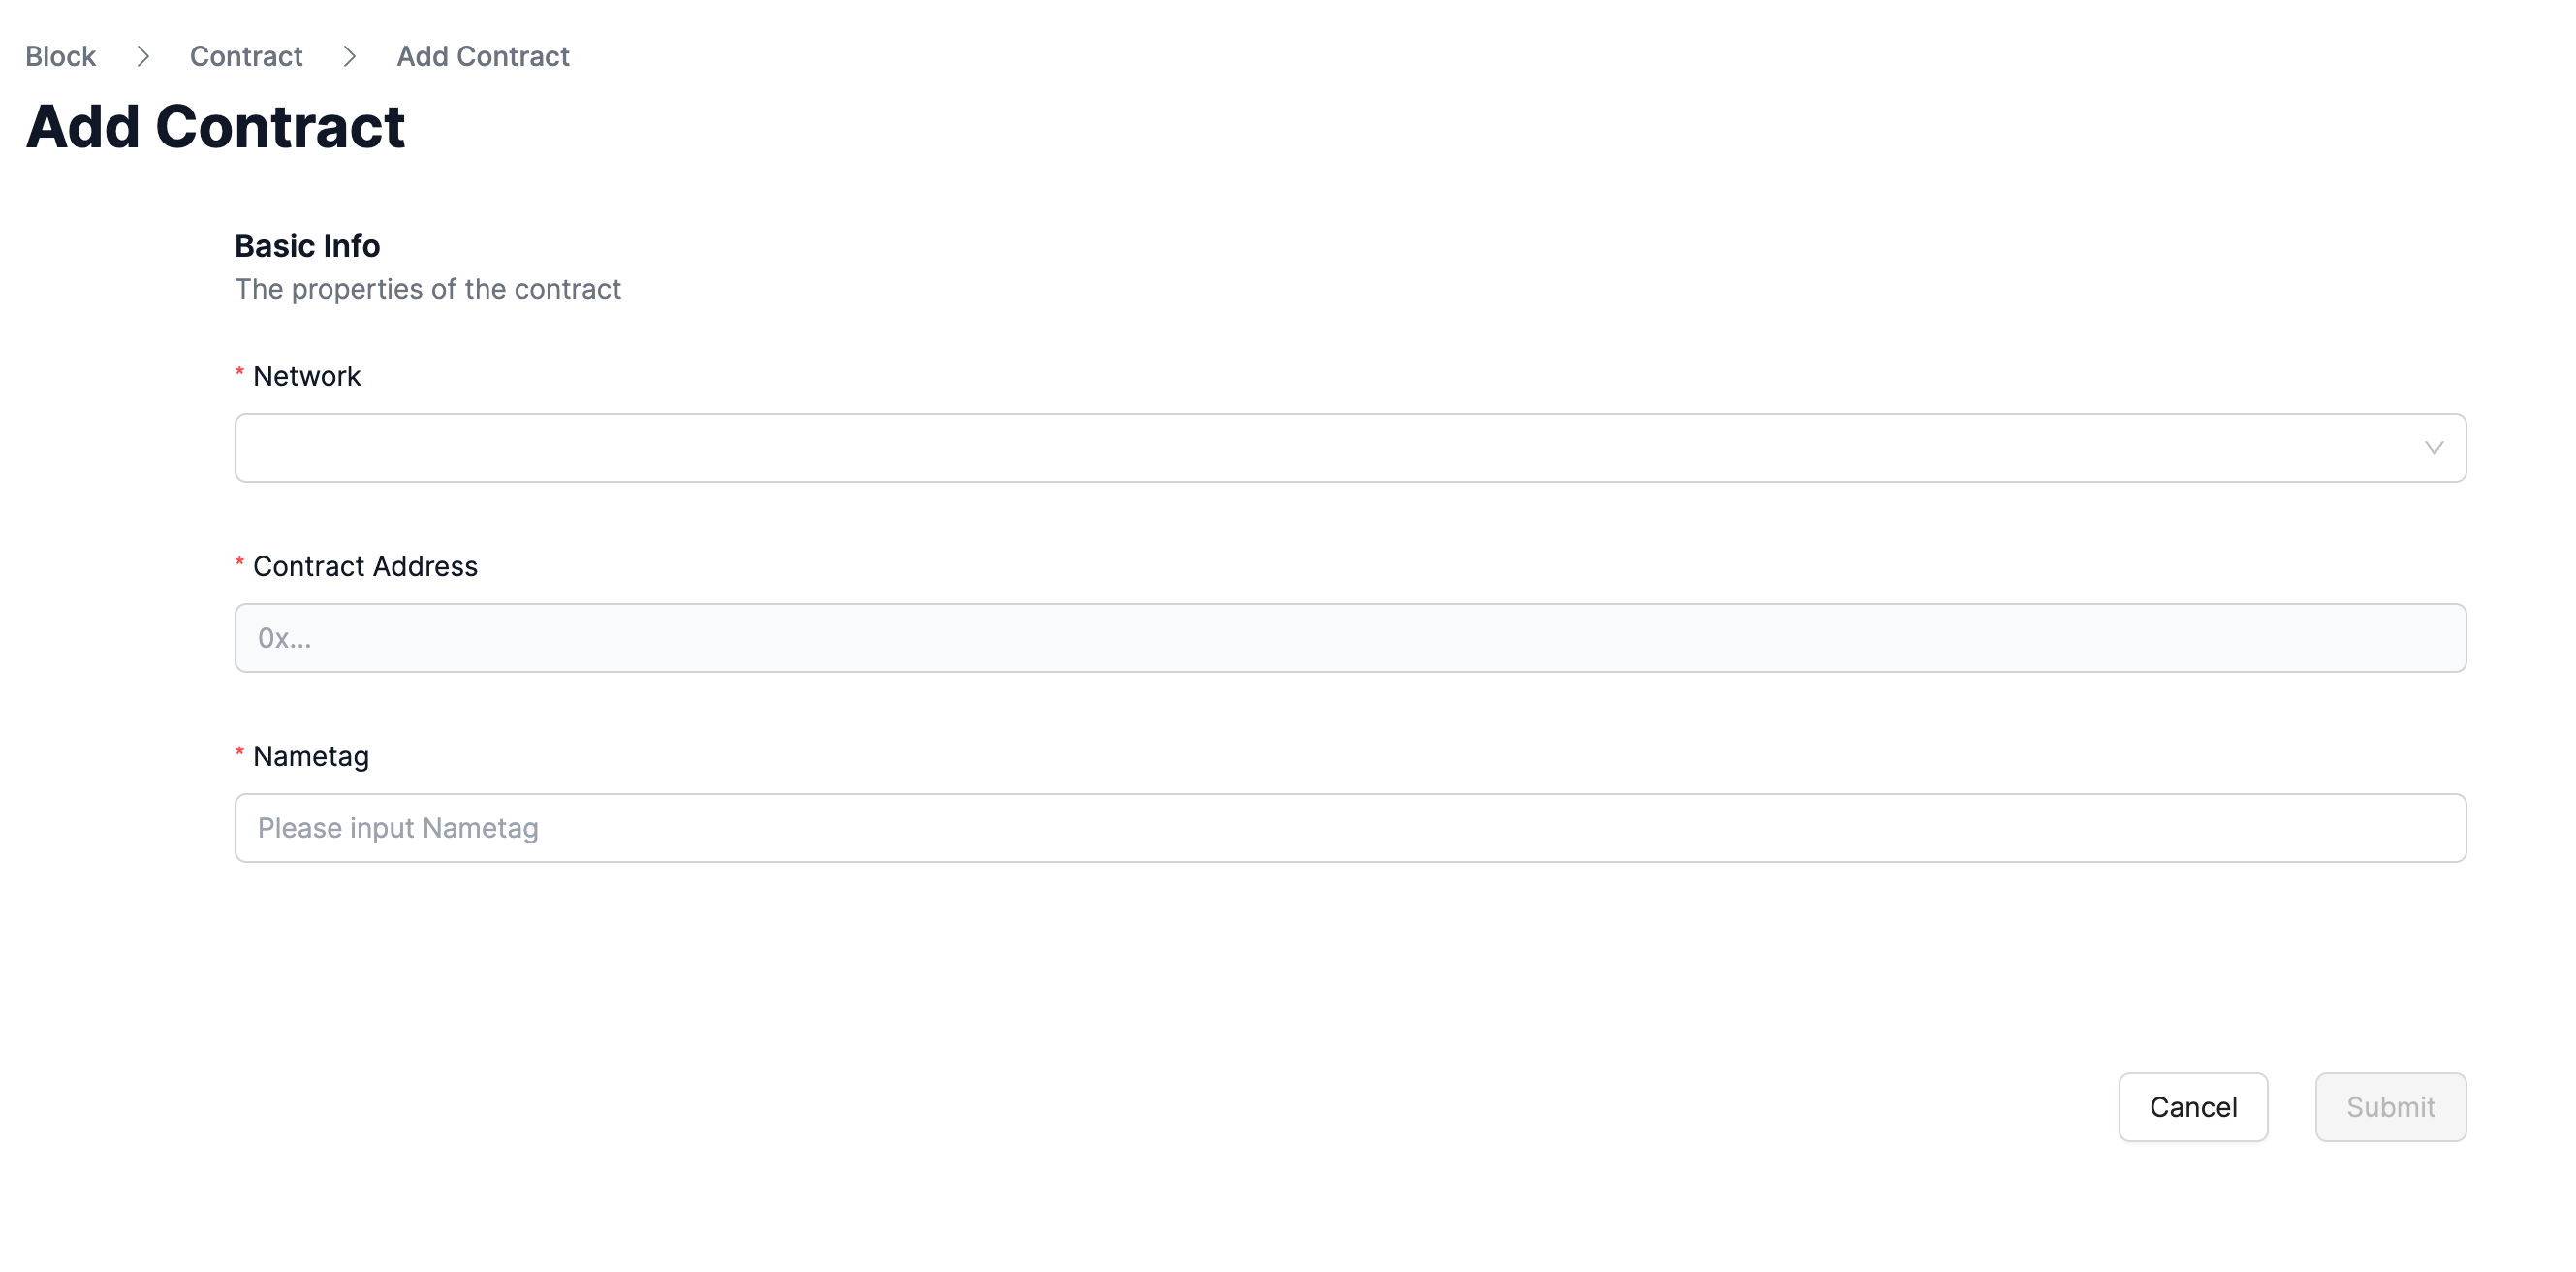 Block > Contract > Add Contract
Add Contract
Basic Info
The properties of the contract
* Network
* Contract Address
0x...
* Nametag
Please input Nametag
Cancel Submit